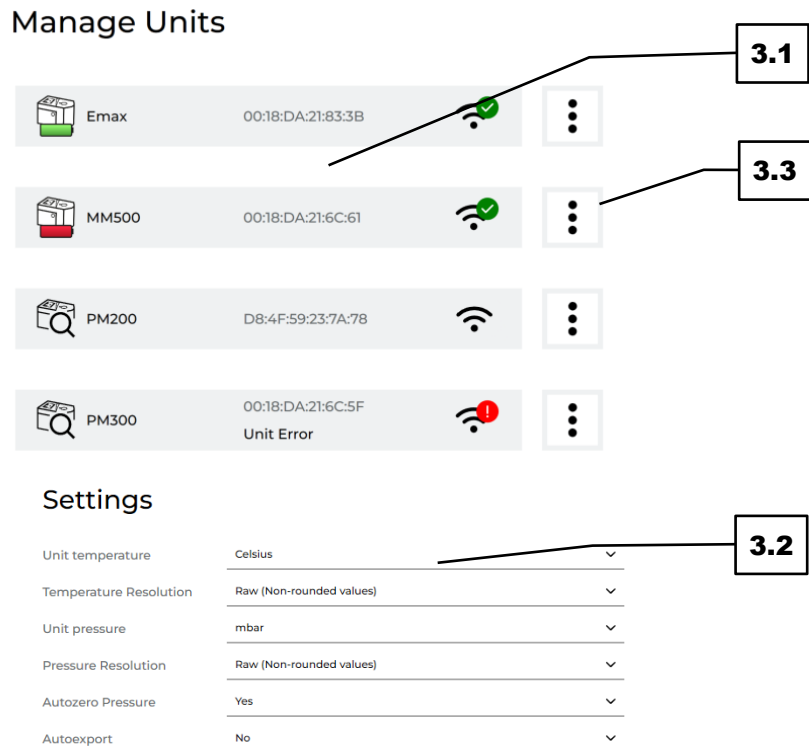 Manage Units
3.1
Emax 00:18:DA:21:83:3B
3.3
MM500 00:18:DA:21:6C:61
PM200 D8:4F:59:23:7A:78
PM300 00:18:DA:21:6C:5F
Unit Error
Settings
3.2
Unit temperature Celsius
Temperature Resolution Raw (Non-rounded values)
Unit pressure mbar
Pressure Resolution Raw (Non-rounded values)
Autozero Pressure Yes
Autoexport No